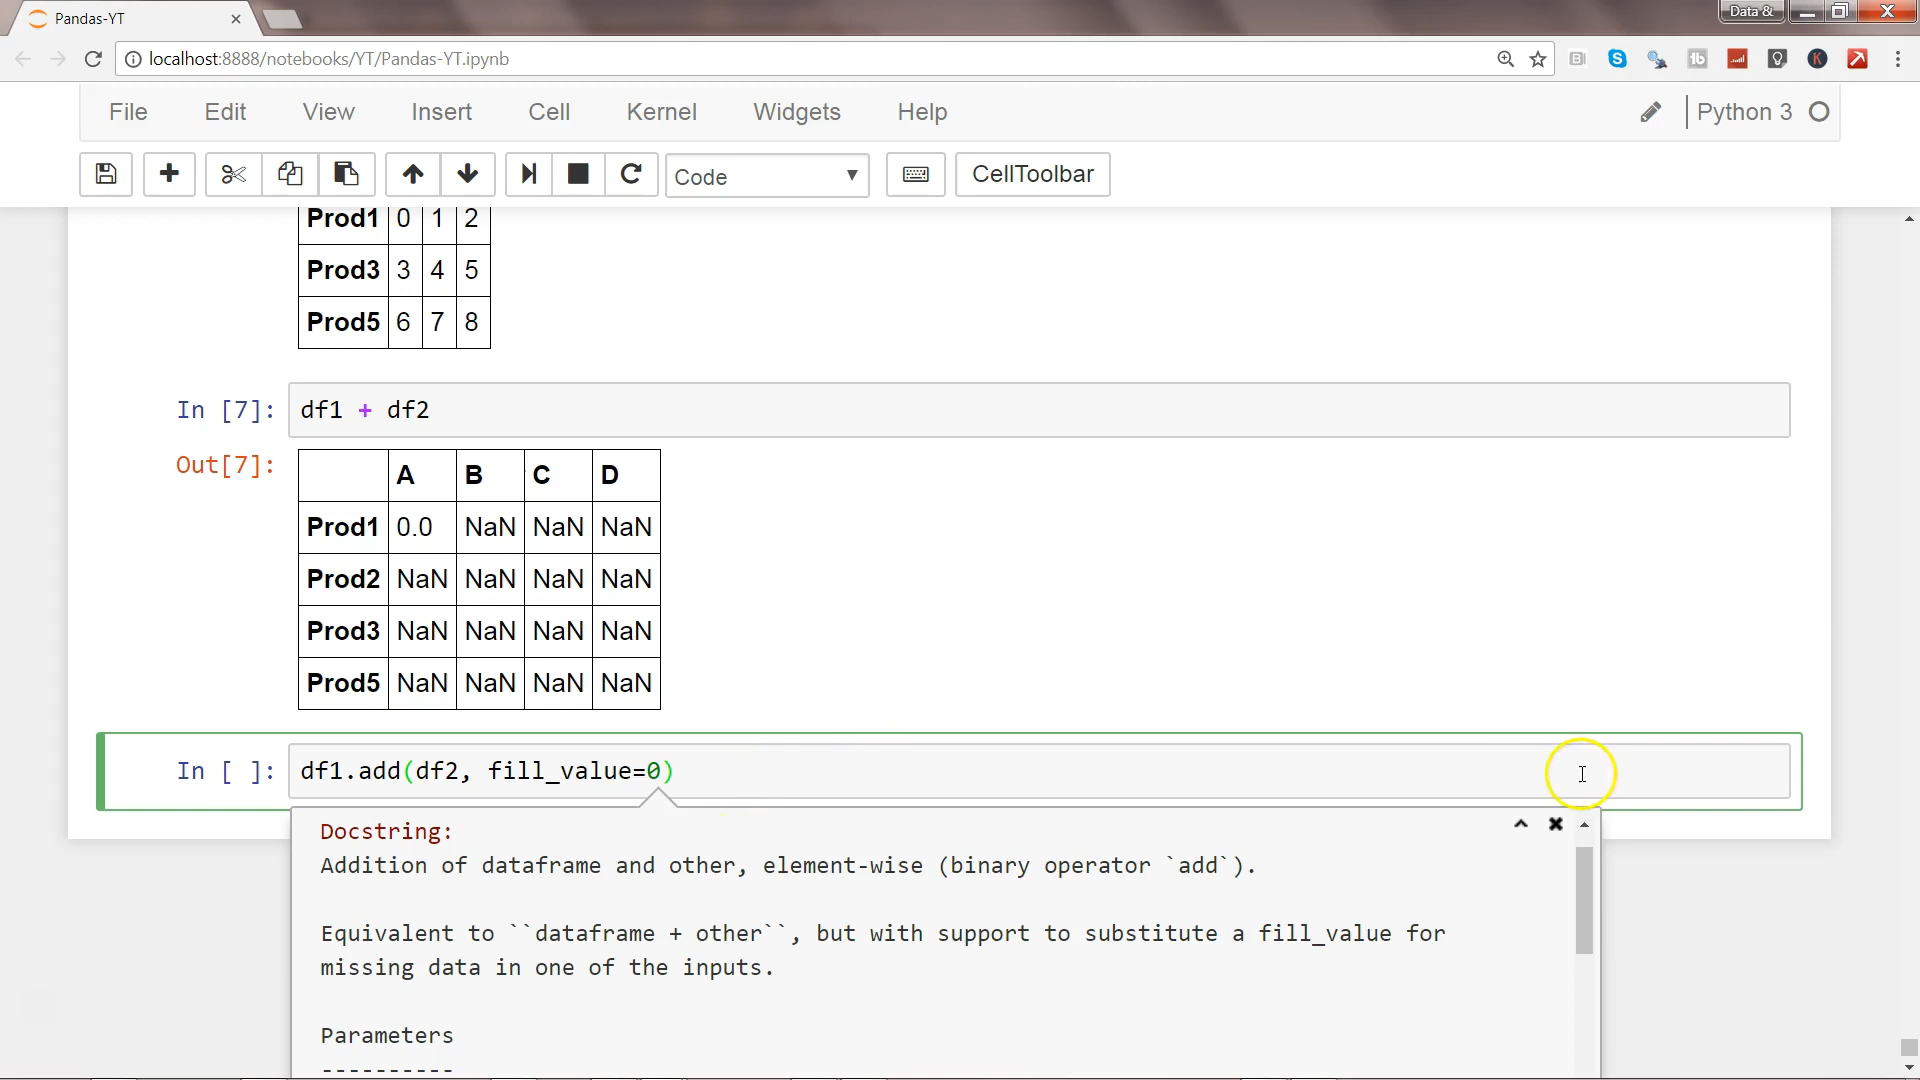 Pandas-YT
Data &
localhost:8888/notebooks/YT/Pandas-YT.ipynb
File Edit View Insert Cell Kernel Widgets Help Python 3
Code CellToolbar
Prod1 0 1 2
Prod3 3 4 5
Prod5 6 7 8
In [7]: df1 + df2
Out[7]:
A B C D
Prod1 0.0 NaN NaN NaN
Prod2 NaN NaN NaN NaN
Prod3 NaN NaN NaN NaN
Prod5 NaN NaN NaN NaN
In [ ]: df1.add(df2, fill_value=0)
Docstring:
Addition of dataframe and other, element-wise (binary operator `add`).
Equivalent to ``dataframe + other``, but with support to substitute a fill_value for
missing data in one of the inputs.
Parameters
----------